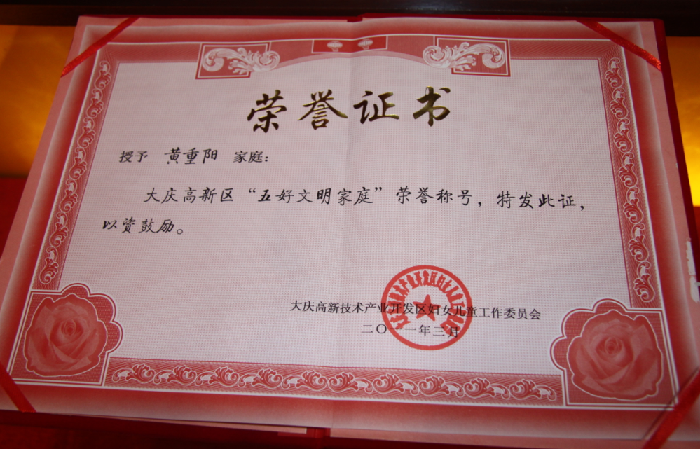 荣誉证书
授予 黄重阳 家庭：
大庆高新区“五好文明家庭”荣誉称号，特发此证，
以资鼓励。
大庆高新技术产业开发区妇女儿童工作委员会
二〇一一年三月